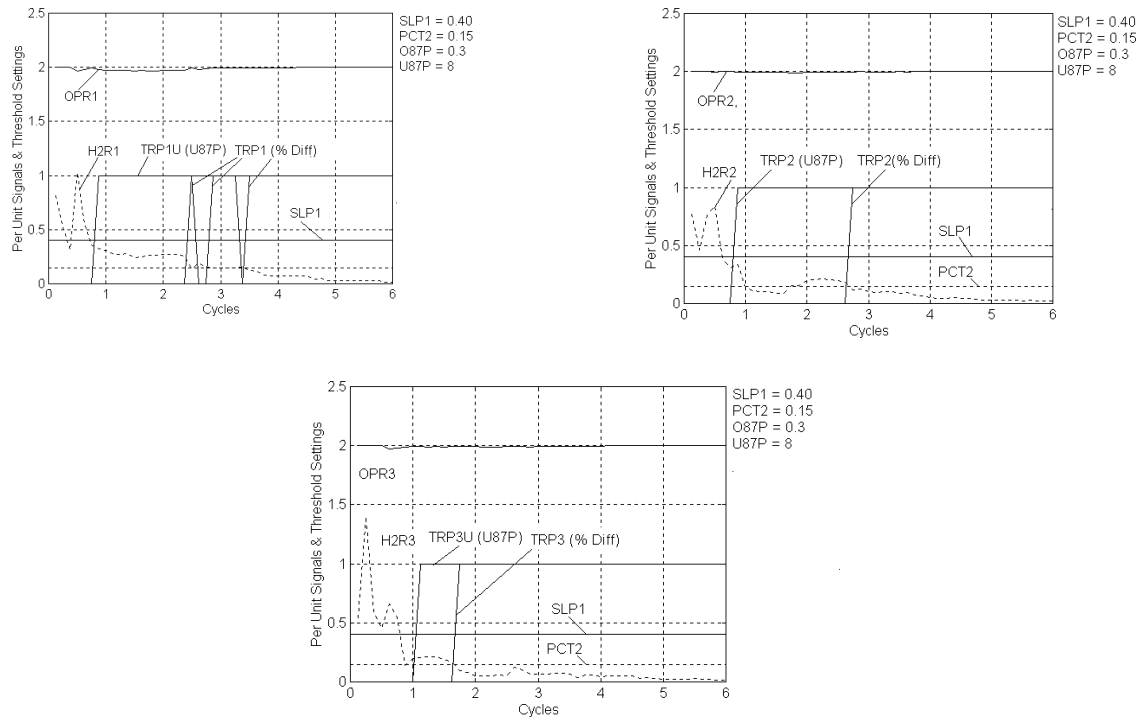 2.5
2
1.5
1
0.5
0
Per Unit Signals & Threshold Settings
OPR1
H2R1
TRP1U (U87P)
TRP1 (% Diff)
SLP1
0 1 2 3 4 5 6
Cycles
SLP1 = 0.40
PCT2 = 0.15
O87P = 0.3
U87P = 8
2.5
2
1.5
1
0.5
0
Per Unit Signals & Threshold Settings
OPR2,
H2R2
TRP2 (U87P)
TRP2(% Diff)
SLP1
PCT2
0 1 2 3 4 5 6
Cycles
SLP1 = 0.40
PCT2 = 0.15
O87P = 0.3
U87P = 8
2.5
2
1.5
1
0.5
0
Per Unit Signals & Threshold Settings
OPR3
H2R3
TRP3U (U87P)
TRP3 (% Diff)
SLP1
PCT2
0 1 2 3 4 5 6
Cycles
SLP1 = 0.40
PCT2 = 0.15
O87P = 0.3
U87P = 8